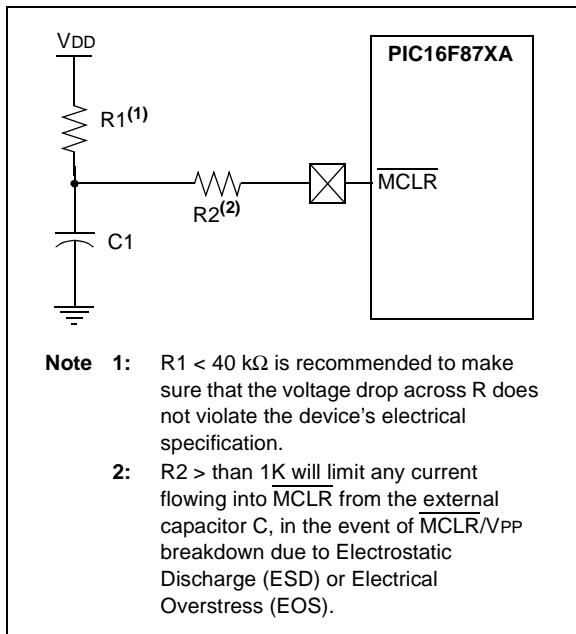 VDD
PIC16F87XA
R1(1)
MCLR
R2(2)
C1
Note 1: R1 < 40 kΩ is recommended to make
sure that the voltage drop across R does
not violate the device's electrical
specification.
2: R2 > than 1K will limit any current
flowing into MCLR from the external
capacitor C, in the event of MCLR/VPP
breakdown due to Electrostatic
Discharge (ESD) or Electrical
Overstress (EOS).